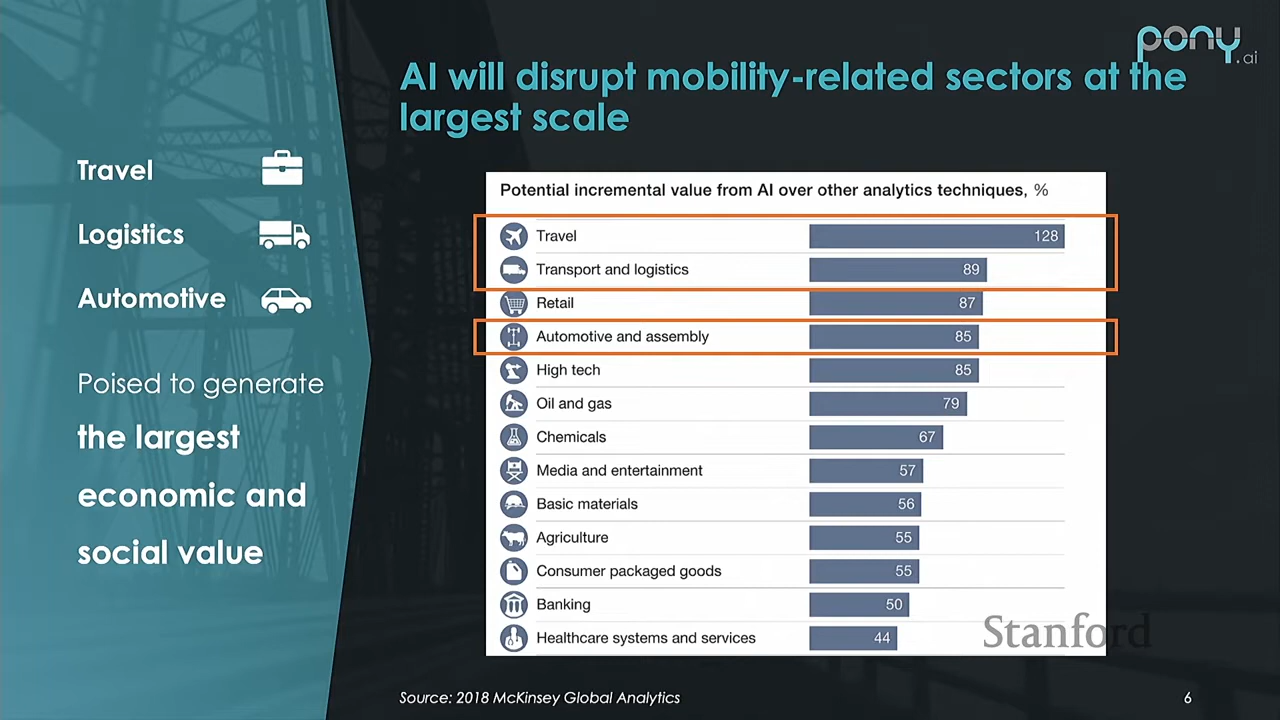 pony.ai
AI will disrupt mobility-related sectors at the
largest scale
Travel
Logistics
Automotive
Poised to generate
the largest
economic and
social value
Potential incremental value from AI over other analytics techniques, %
Travel 128
Transport and logistics 89
Retail 87
Automotive and assembly 85
High tech 85
Oil and gas 79
Chemicals 67
Media and entertainment 57
Basic materials 56
Agriculture 55
Consumer packaged goods 55
Banking 50
Healthcare systems and services 44
Stanford
Source: 2018 McKinsey Global Analytics
6